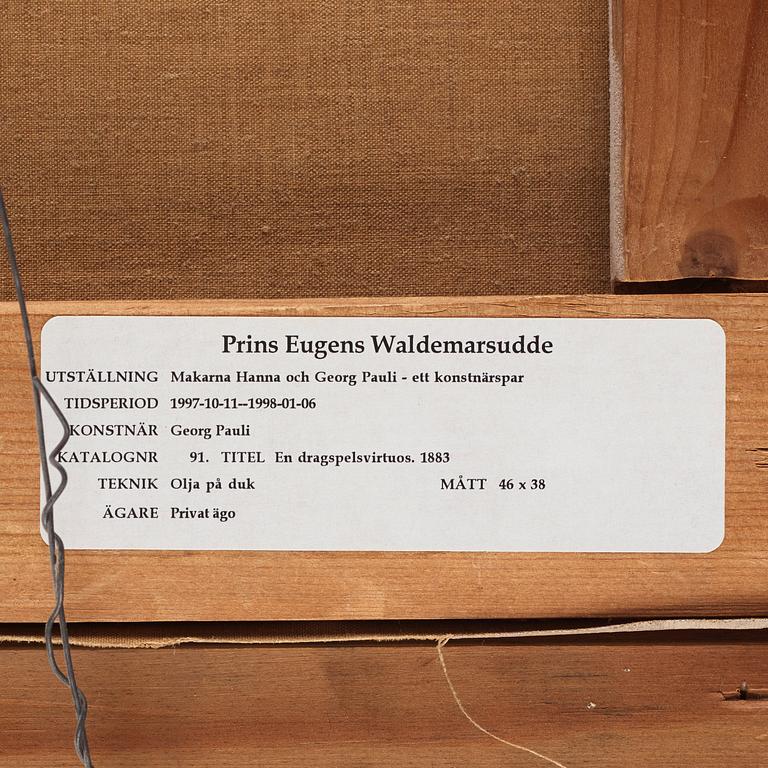 Prins Eugens Waldemarsudde
UTSTÄLLNING Makarna Hanna och Georg Pauli - ett konstnärspar
TIDSPERIOD 1997-10-11--1998-01-06
KONSTNÄR Georg Pauli
KATALOGNR 91. TITEL En dragspelsvirtuos. 1883
TEKNIK Olja på duk MÅTT 46 x 38
ÄGARE Privat ägo